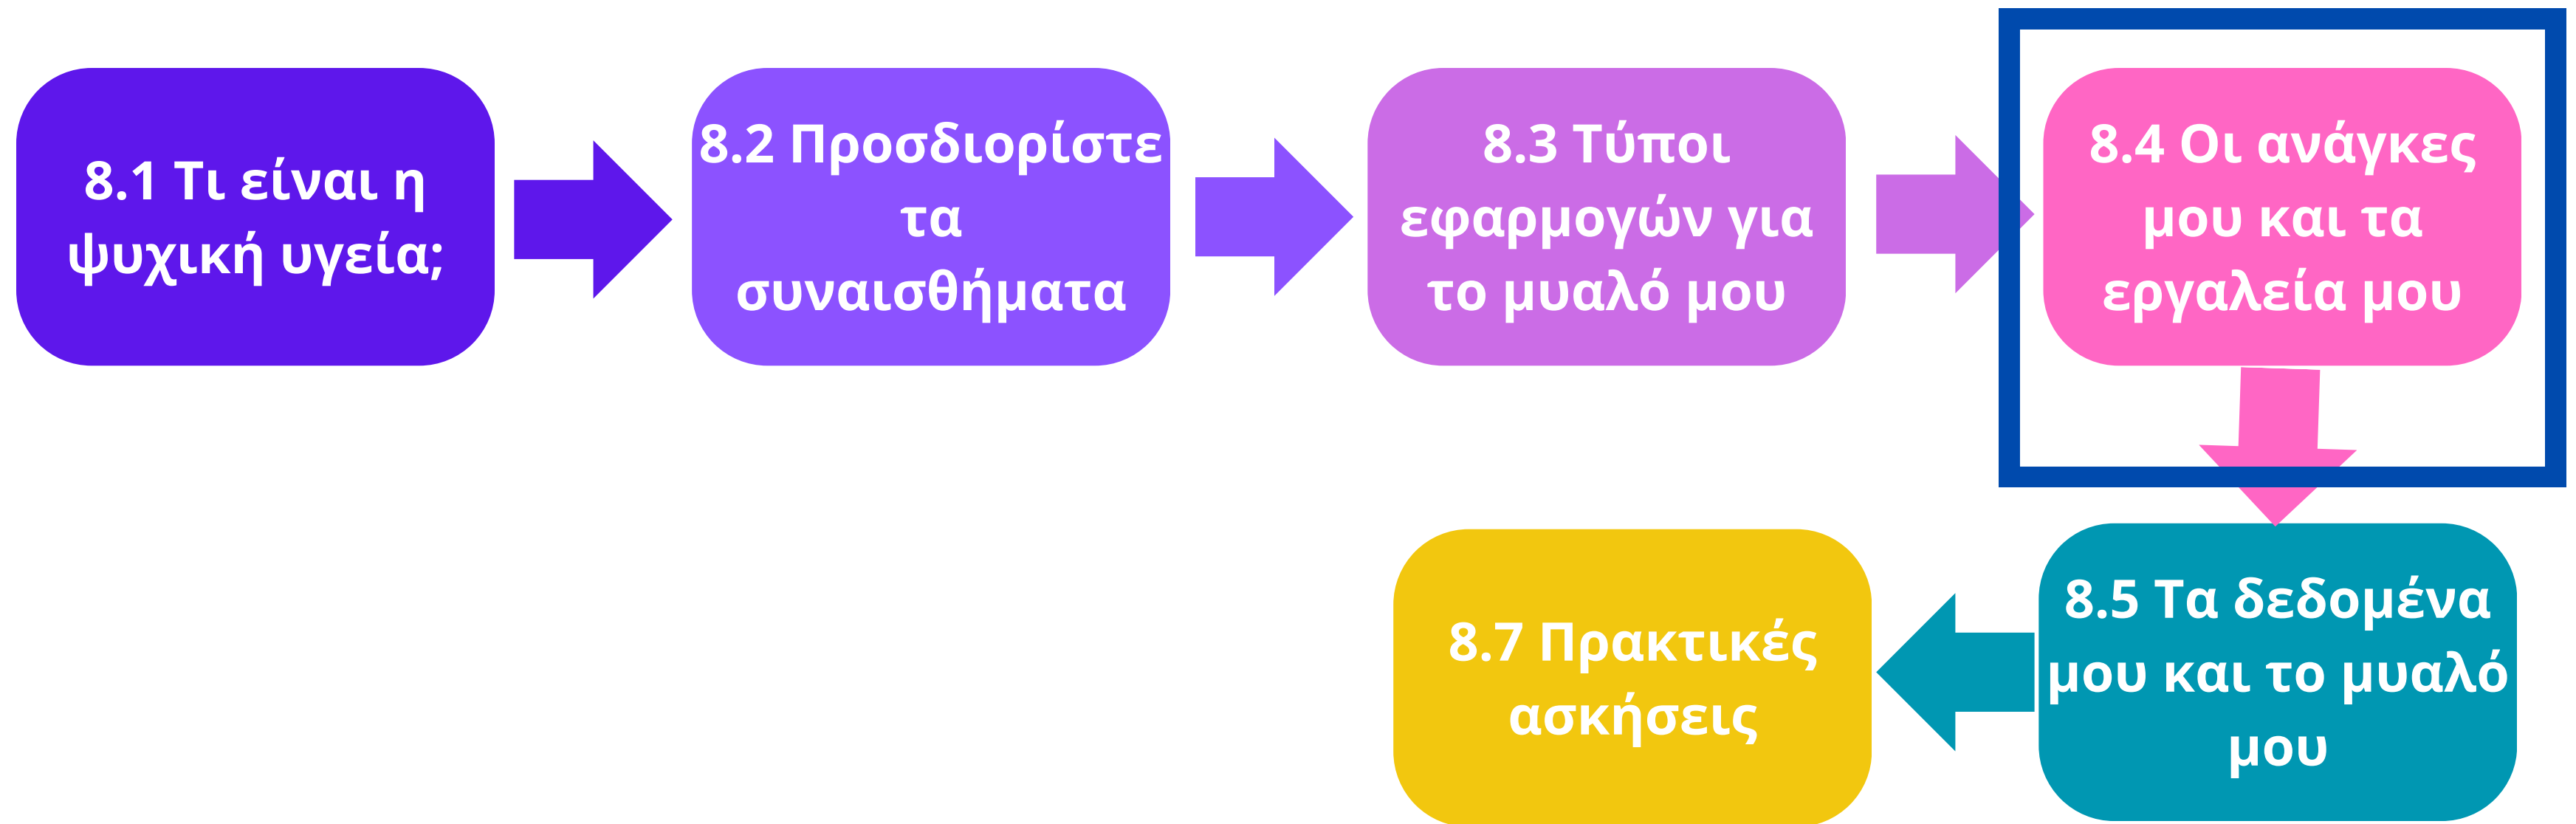 8.1 Τι είναι η
ψυχική υγεία;
8.2 Προσδιορίστε
τα
συναισθήματα
8.3 Τύποι
εφαρμογών για
το μυαλό μου
8.4 Οι ανάγκες
μου και τα
εργαλεία μου
8.5 Τα δεδομένα
μου και το μυαλό
μου
8.7 Πρακτικές
ασκήσεις